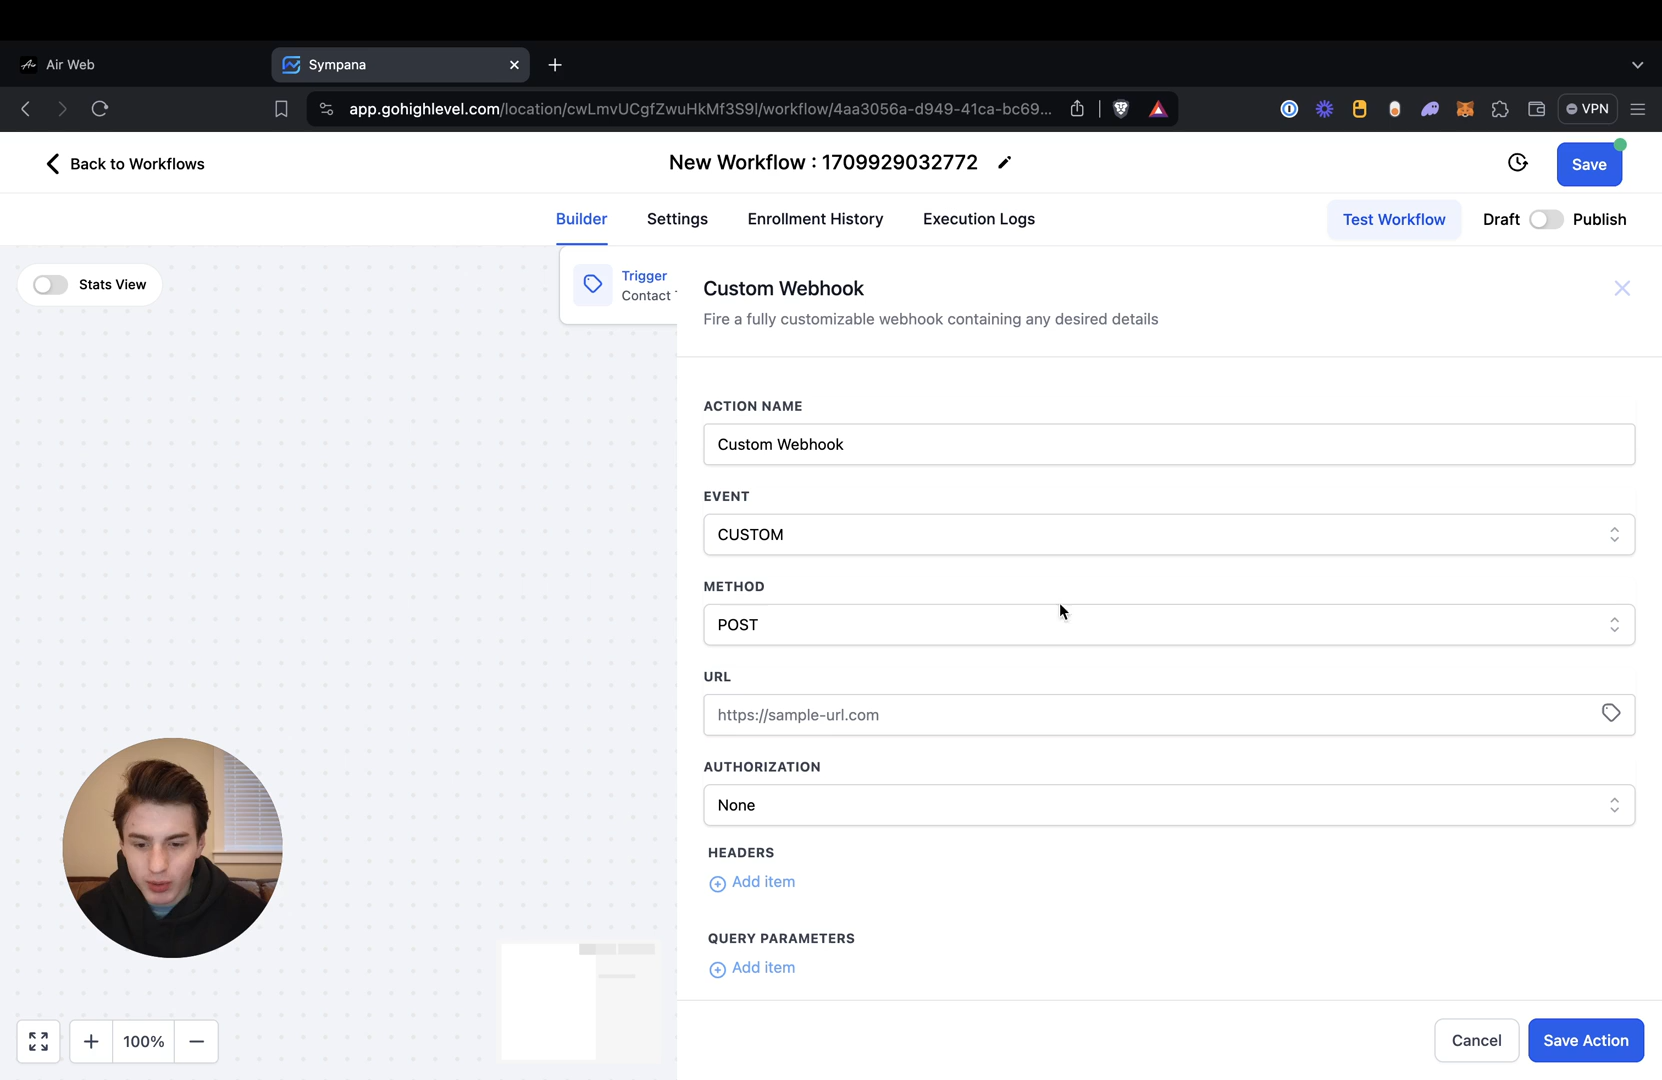 Air Web
Sympana
app.gohighlevel.com/location/cwLmvUCgfZwuHkMf3S9I/workflow/4aa3056a-d949-41ca-bc69...
VPN
Back to Workflows
New Workflow : 1709929032772
Save
Builder
Settings
Enrollment History
Execution Logs
Test Workflow
Draft
Publish
Stats View
Trigger
Contact
Custom Webhook
Fire a fully customizable webhook containing any desired details
ACTION NAME
Custom Webhook
EVENT
CUSTOM
METHOD
POST
URL
https://sample-url.com
AUTHORIZATION
None
HEADERS
Add item
QUERY PARAMETERS
Add item
100%
Cancel
Save Action